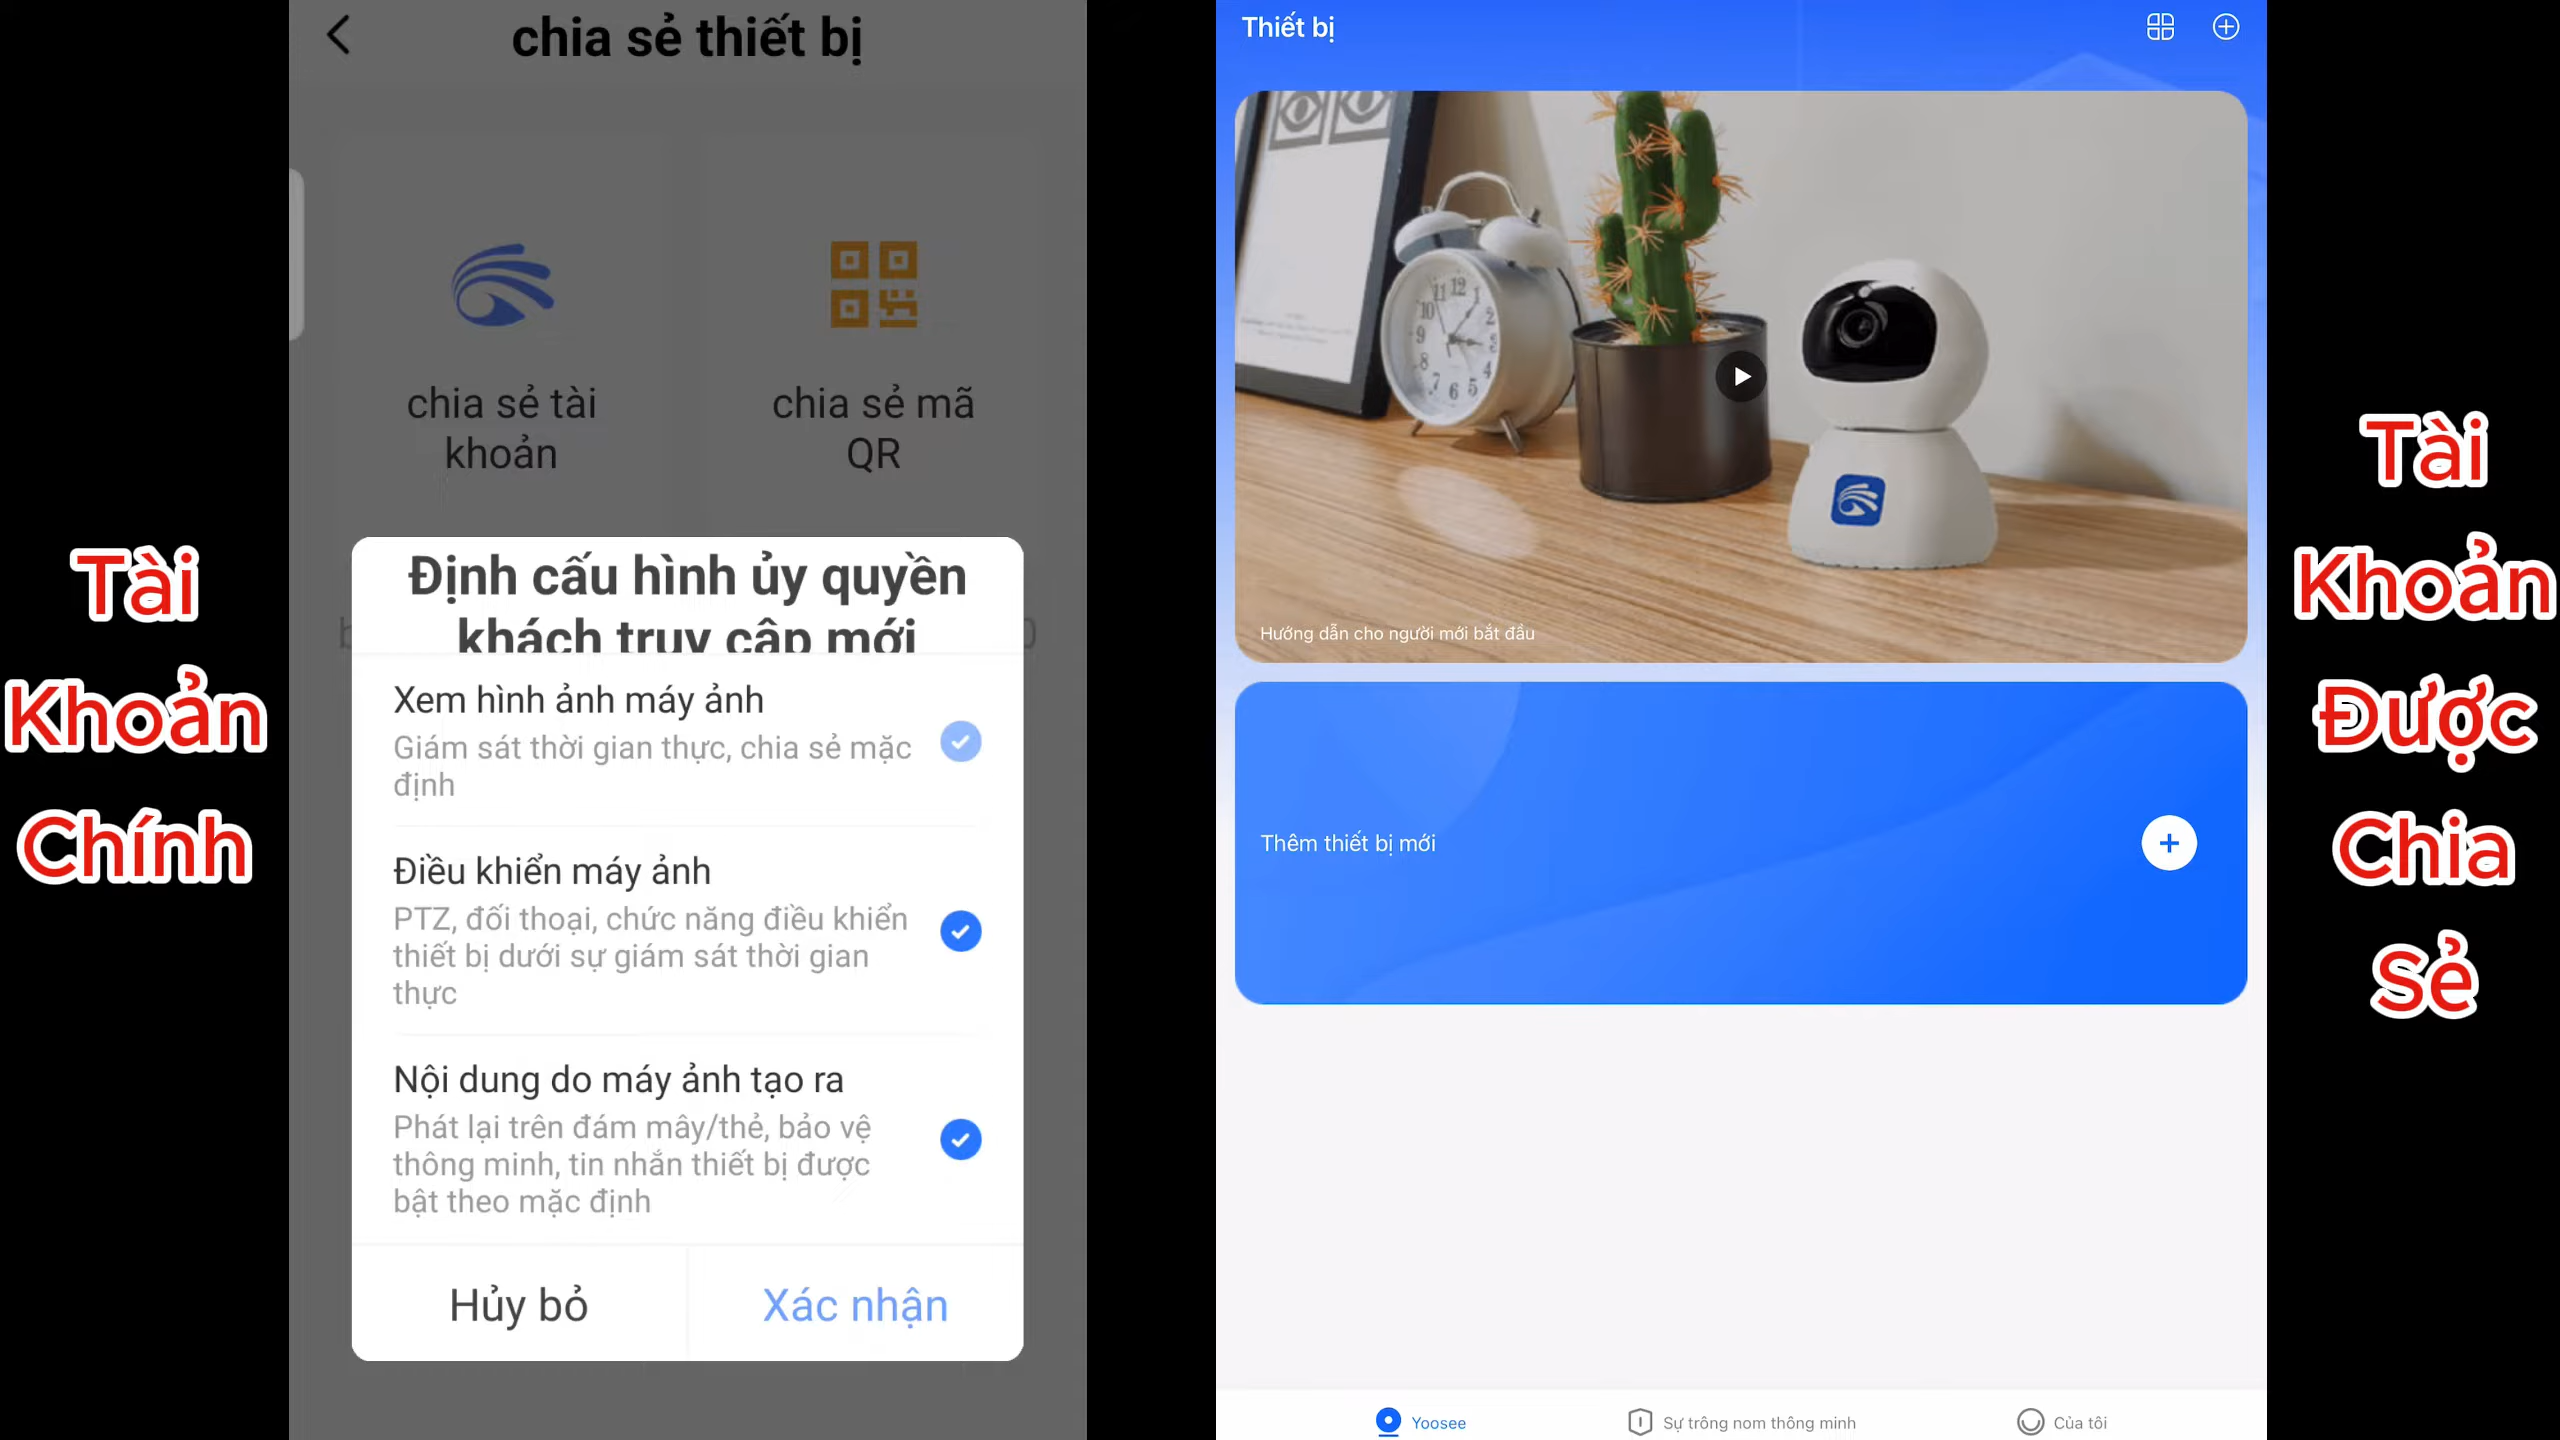 Tài
Khoản
Chính
chia sẻ thiết bị
chia sẻ tài
khoản
chia sẻ mã
QR
Định cấu hình ủy quyền
khách truy cập mới
Xem hình ảnh máy ảnh
Giám sát thời gian thực, chia sẻ mặc
định
Điều khiển máy ảnh
PTZ, đối thoại, chức năng điều khiển
thiết bị dưới sự giám sát thời gian
thực
Nội dung do máy ảnh tạo ra
Phát lại trên đám mây/thẻ, bảo vệ
thông minh, tin nhắn thiết bị được
bật theo mặc định
Hủy bỏ
Xác nhận
Thiết bị
Hướng dẫn cho người mới bắt đầu
Thêm thiết bị mới
Yoosee
Sự trông nom thông minh
Của tôi
Tài
Khoản
Được
Chia
Sẻ